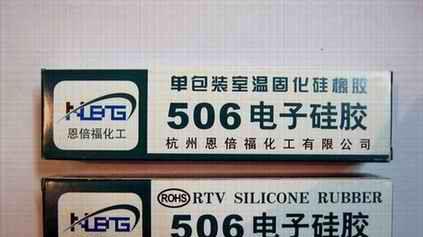 单包装室温固化硅橡胶
NEBFG
恩倍福化工
506电子硅胶
杭州恩倍福化工有限公司
ROHS RTV SILICONE RUBBER
506电子硅胶